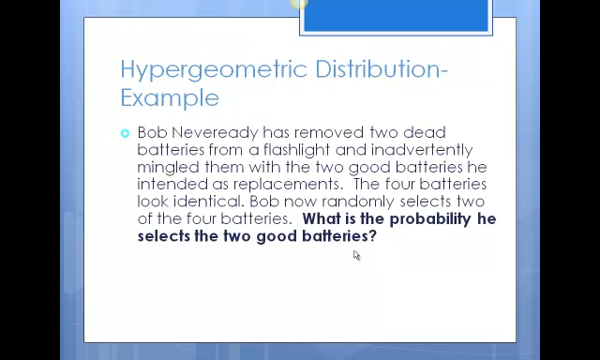 Hypergeometric Distribution-
Example
Bob Neveready has removed two dead
batteries from a flashlight and inadvertently
mingled them with the two good batteries he
intended as replacements. The four batteries
look identical. Bob now randomly selects two
of the four batteries. What is the probability he
selects the two good batteries?